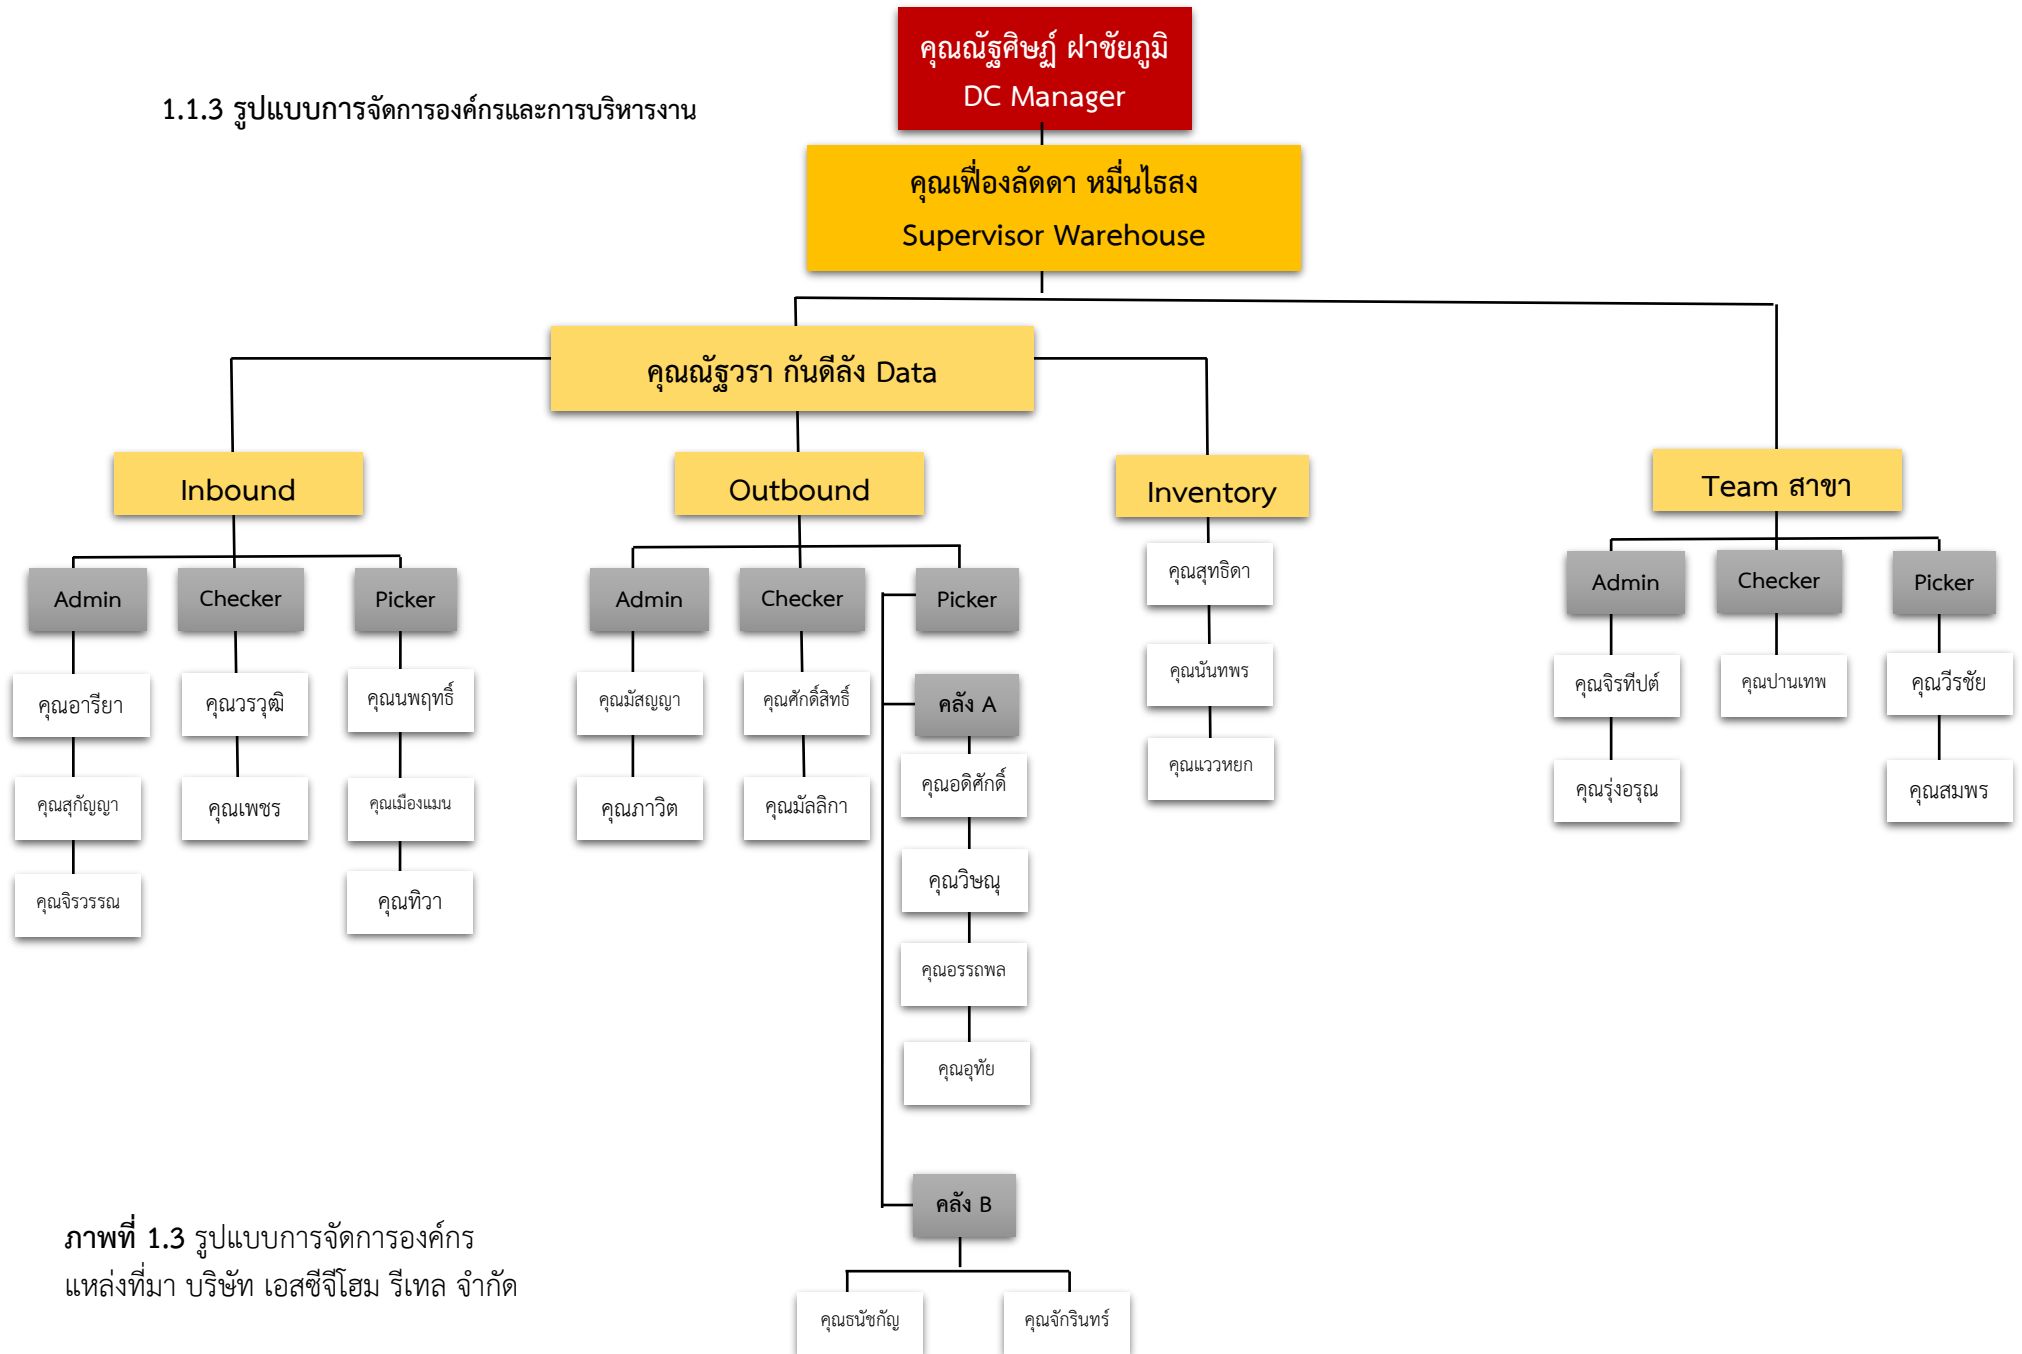 คุณณัฐศิษฏ์ ฝาชัยภูมิ
DC Manager
1.1.3 รูปแบบการจัดการองค์กรและการบริหารงาน
คุณเฟื่องลัดดา หมื่นไธสง
Supervisor Warehouse
คุณณัฐวรา กันดีลัง Data
Inbound
Outbound
Inventory
Team สาขา
Admin
Checker
Picker
คุณอารียา
คุณสุกัญญา
คุณจิรวรรณ
คุณวรวุฒิ
คุณเพชร
คุณนพฤทธิ์
คุณเมืองแมน
คุณทิวา
Admin
Checker
Picker
คุณมัสญญา
คุณภาวิต
คุณศักดิ์สิทธิ์
คุณมัลลิกา
คลัง A
คุณอดิศักดิ์
คุณวิษณุ
คุณอรรถพล
คุณอุทัย
คลัง B
คุณธนัชกัญ
คุณจักรินทร์
คุณสุทธิดา
คุณนันทพร
คุณแววหยก
Admin
Checker
Picker
คุณจิรทีปต์
คุณรุ่งอรุณ
คุณปานเทพ
คุณวีรชัย
คุณสมพร
ภาพที่ 1.3 รูปแบบการจัดการองค์กร
แหล่งที่มา บริษัท เอสซีจีโฮม รีเทล จำกัด